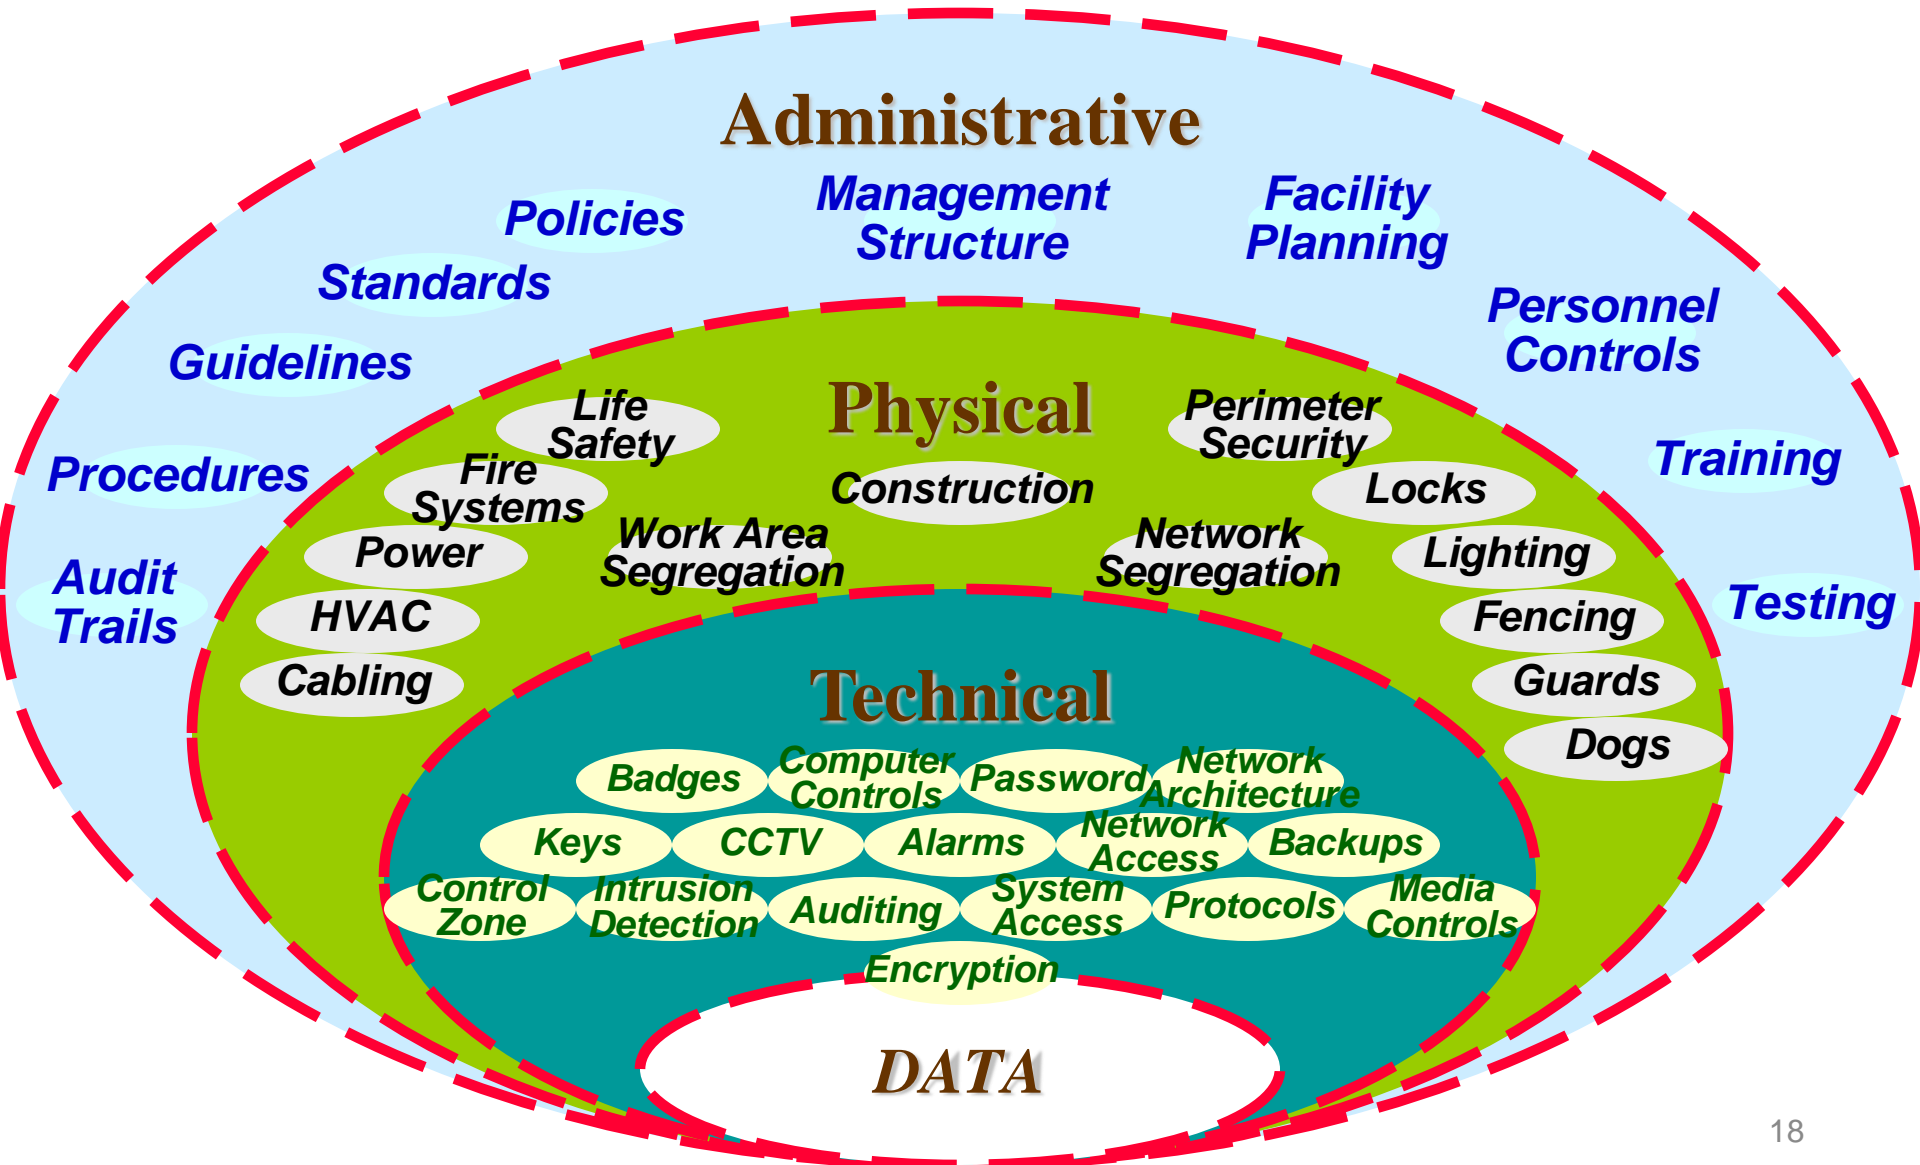 Administrative
Policies
Management
Structure
Facility
Planning
Standards
Personnel
Controls
Guidelines
Procedures
Training
Audit
Trails
Testing
Physical
Life
Safety
Perimeter
Security
Fire
Systems
Construction
Locks
Power
Work Area
Segregation
Network
Segregation
Lighting
HVAC
Fencing
Cabling
Guards
Dogs
Technical
Badges
Computer
Controls
Password
Network
Architecture
Keys
CCTV
Alarms
Network
Access
Backups
Control
Zone
Intrusion
Detection
Auditing
System
Access
Protocols
Media
Controls
Encryption
DATA
18